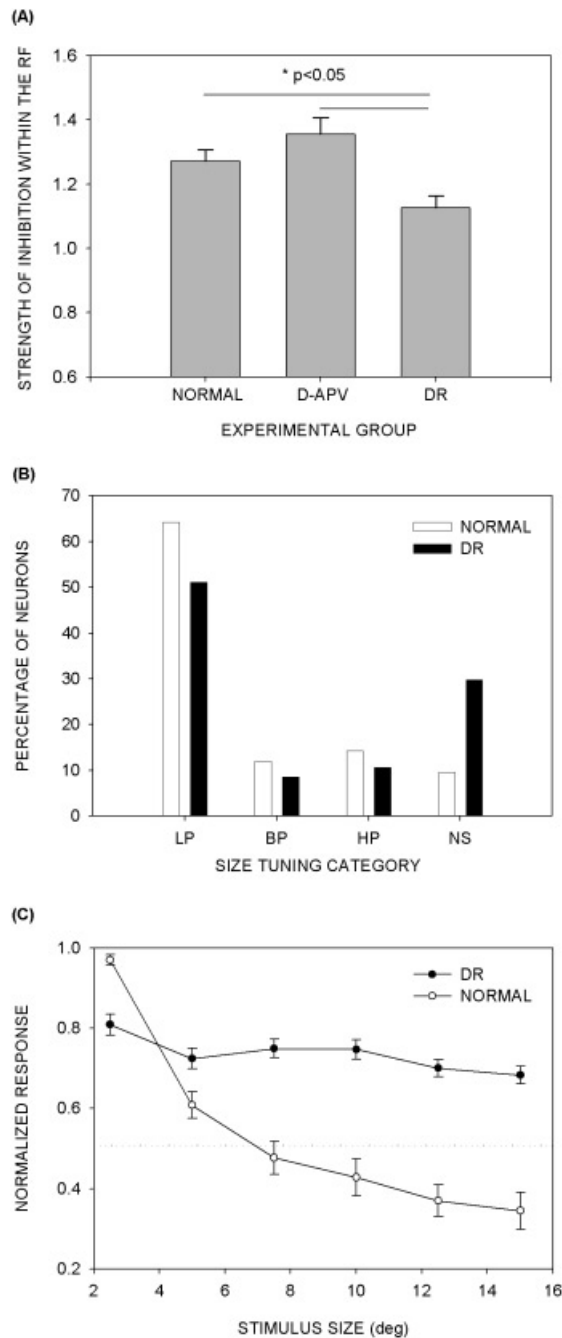 (A)
* p<0.05
STRENGTH OF INHIBITION WITHIN THE RF
1.6
1.4
1.2
1.0
0.8
0.6
NORMAL D-APV DR
EXPERIMENTAL GROUP
(B)
PERCENTAGE OF NEURONS
70
60
50
40
30
20
10
0
NORMAL
DR
LP BP HP NS
SIZE TUNING CATEGORY
(C)
NORMALIZED RESPONSE
1.0
0.8
0.6
0.4
0.2
DR
NORMAL
2 4 6 8 10 12 14 16
STIMULUS SIZE (deg)